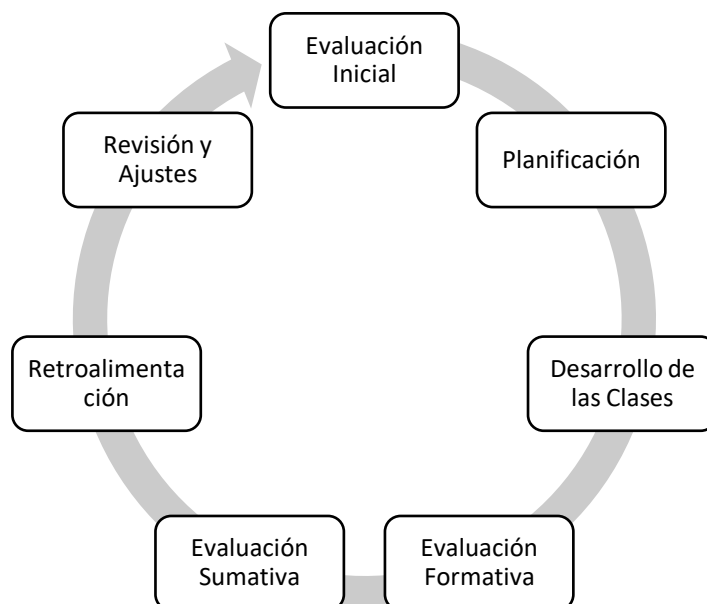 Evaluación
Inicial
Planificación
Desarrollo de
las Clases
Evaluación
Formativa
Evaluación
Sumativa
Retroalimenta
ción
Revisión y
Ajustes